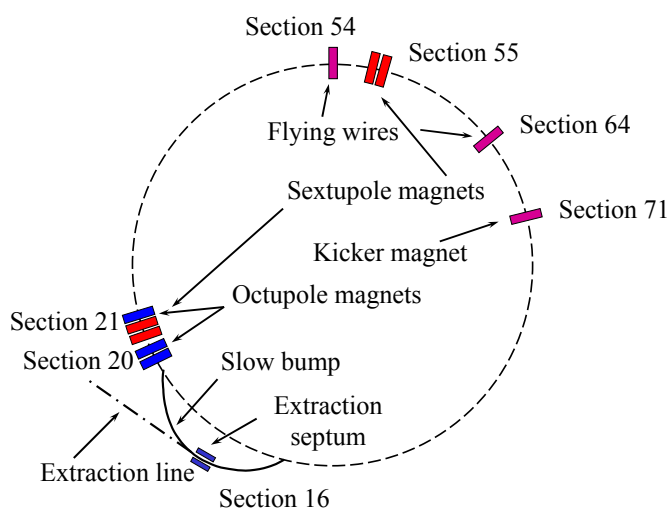 Section 54
Section 55
Flying wires
Section 64
Sextupole magnets
Section 71
Kicker magnet
Octupole magnets
Section 21
Section 20
Slow bump
Extraction
septum
Extraction line
Section 16